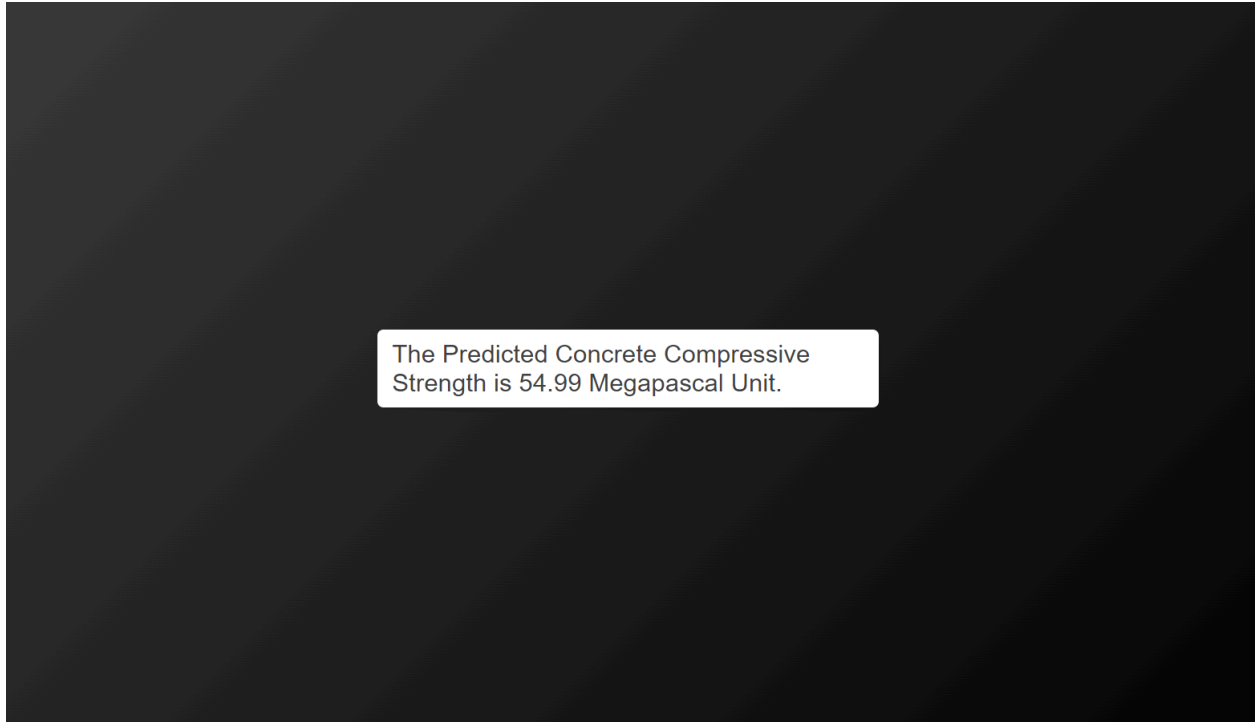 The Predicted Concrete Compressive
Strength is 54.99 Megapascal Unit.